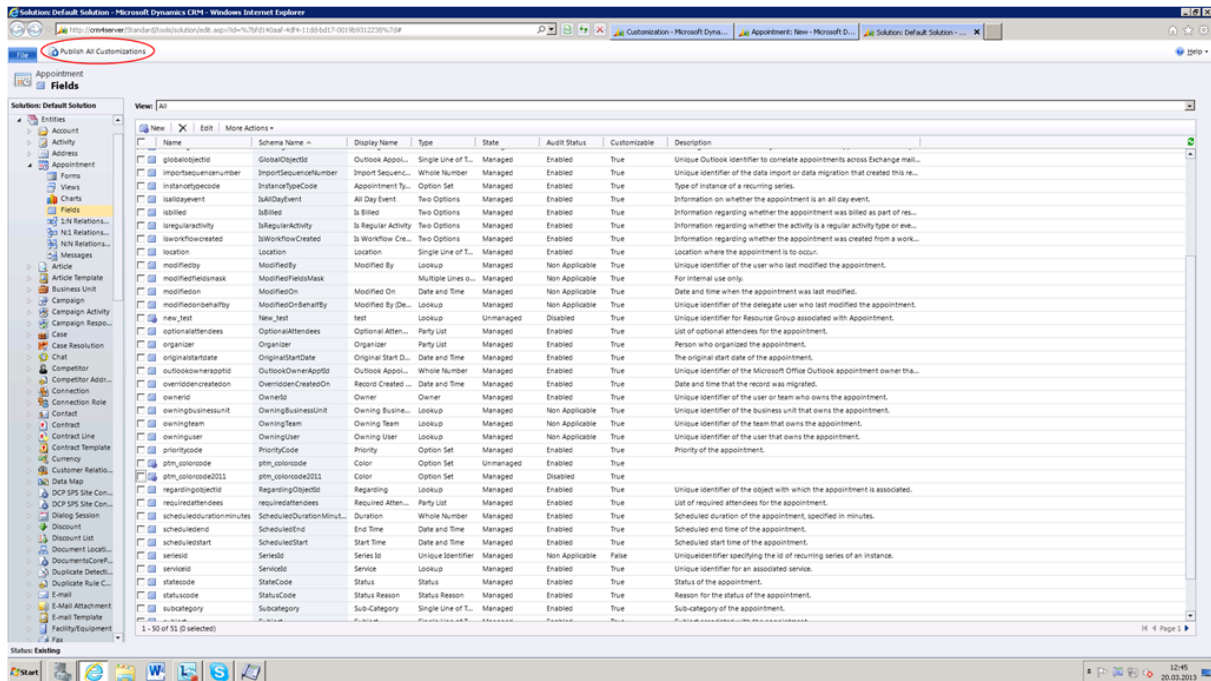 Solution: Default Solution - Microsoft Dynamics CRM - Windows Internet Explorer
Customization - Microsoft Dyna... Appointment: New - Microsoft D... Solution: Default Solution - ...
File Publish All Customizations Help
Appointment
Fields
Solution: Default Solution View: All
Entities
Account
Activity
Address
Appointment
Forms
Views
Charts
Fields
1:N Relations...
N:1 Relations...
N:N Relations...
Messages
Article
Article Template
Business Unit
Campaign
Campaign Activity
Campaign Respo...
Case
Case Resolution
Chat
Competitor
Competitor Addr...
Connection
Connection Role
Contact
Contract
Contract Line
Contract Template
Currency
Customer Relatio...
Data Map
DCP SPS Site Con...
DCP SPS Site Con...
Dialog Session
Discount
Discount List
Document Locati...
DocumentsCoreP...
Duplicate Detecti...
Duplicate Rule C...
E-mail
E-Mail Attachment
E-mail Template
Facility/Equipment
Fax
New Edit More Actions
Name Schema Name Display Name Type State Audit Status Customizable Description
globalobjectid GlobalObjectId Outlook Appoi... Single Line of T... Managed Enabled True Unique Outlook identifier to correlate appointments across Exchange mail...
importsequencenumber ImportSequenceNumber Import Sequenc... Whole Number Managed Enabled True Unique identifier of the data import or data migration that created this re...
instancetypecode InstanceTypeCode Appointment Ty... Option Set Managed Enabled True Type of instance of a recurring series.
isalldayevent IsAllDayEvent All Day Event Two Options Managed Enabled True Information on whether the appointment is an all day event.
isbilled IsBilled Is Billed Two Options Managed Enabled True Information regarding whether the appointment was billed as part of res...
isregularactivity IsRegularActivity Is Regular Activity Two Options Managed Enabled True Information regarding whether the activity is a regular activity type or eve...
isworkflowcreated IsWorkflowCreated Is Workflow Cre... Two Options Managed Enabled True Information regarding whether the appointment was created from a work...
location Location Location Single Line of T... Managed Enabled True Location where the appointment is to occur.
modifiedby ModifiedBy Modified By Lookup Managed Non Applicable True Unique identifier of the user who last modified the appointment.
modifiedfieldsmask ModifiedFieldsMask Multiple Lines o... Managed Non Applicable True For internal use only.
modifiedon ModifiedOn Modified On Date and Time Managed Non Applicable True Date and time when the appointment was last modified.
modifiedonbehalfby ModifiedOnBehalfBy Modified By (De... Lookup Managed Non Applicable True Unique identifier of the delegate user who last modified the appointment.
new_test New_test test Lookup Unmanaged Disabled True Unique identifier for Resource Group associated with Appointment.
optionalattendees OptionalAttendees Optional Atten... Party List Managed Enabled True List of optional attendees for the appointment.
organizer Organizer Organizer Party List Managed Enabled True Person who organized the appointment.
originalstartdate OriginalStartDate Original Start D... Date and Time Managed Enabled True The original start date of the appointment.
outlookownerapptid OutlookOwnerApptId Outlook Appoi... Whole Number Managed Enabled True Unique identifier of the Microsoft Office Outlook appointment owner tha...
overriddencreatedon OverriddenCreatedOn Record Created ... Date and Time Managed Enabled True Date and time that the record was migrated.
ownerid OwnerId Owner Owner Managed Enabled True Unique identifier of the user or team who owns the appointment.
owningbusinessunit OwningBusinessUnit Owning Busine... Lookup Managed Non Applicable True Unique identifier of the business unit that owns the appointment.
owningteam OwningTeam Owning Team Lookup Managed Non Applicable True Unique identifier of the team that owns the appointment.
owninguser OwningUser Owning User Lookup Managed Non Applicable True Unique identifier of the user that owns the appointment.
prioritycode PriorityCode Priority Option Set Managed Enabled True Priority of the appointment.
ptm_colorcode ptm_colorcode Color Option Set Unmanaged Enabled True
ptm_colorcode2011 ptm_colorcode2011 Color Option Set Managed Disabled True
regardingobjectid RegardingObjectId Regarding Lookup Managed Enabled True Unique identifier of the object with which the appointment is associated.
requiredattendees requiredattendees Required Atten... Party List Managed Enabled True List of required attendees for the appointment.
scheduleddurationminutes ScheduledDurationMinut... Duration Whole Number Managed Enabled True Scheduled duration of the appointment, specified in minutes.
scheduledend ScheduledEnd End Time Date and Time Managed Enabled True Scheduled end time of the appointment.
scheduledstart ScheduledStart Start Time Date and Time Managed Enabled True Scheduled start time of the appointment.
seriesid SeriesId Series Id Unique Identifier Managed Non Applicable False Uniqueidentifier specifying the id of recurring series of an instance.
serviceid ServiceId Service Lookup Managed Enabled True Unique identifier for an associated service.
statecode StateCode Status Status Managed Enabled True Status of the appointment.
statuscode StatusCode Status Reason Status Reason Managed Enabled True Reason for the status of the appointment.
subcategory Subcategory Sub-Category Single Line of T... Managed Enabled True Sub-category of the appointment.
1 - 50 of 51 (0 selected) Page 1
Status: Existing
Start 12:45
20.03.2013